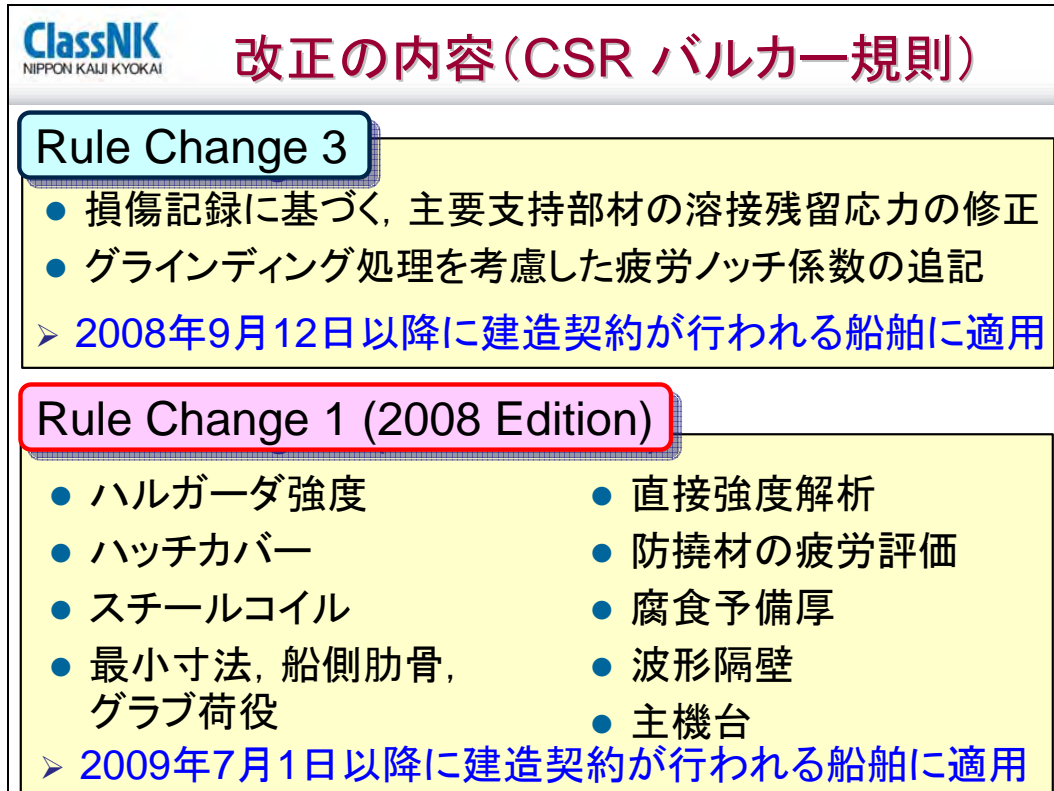 ClassNK
NIPPON KAIJI KYOKAI
改正の内容（CSR バルカー規則）
Rule Change 3
● 損傷記録に基づく，主要支持部材の溶接残留応力の修正
● グラインディング処理を考慮した疲労ノッチ係数の追記
➢ 2008年9月12日以降に建造契約が行われる船舶に適用
Rule Change 1 (2008 Edition)
● ハルガーダ強度
● ハッチカバー
● スチールコイル
● 最小寸法，船側肋骨，
グラブ荷役
● 直接強度解析
● 防撓材の疲労評価
● 腐食予備厚
● 波形隔壁
● 主機台
➢ 2009年7月1日以降に建造契約が行われる船舶に適用